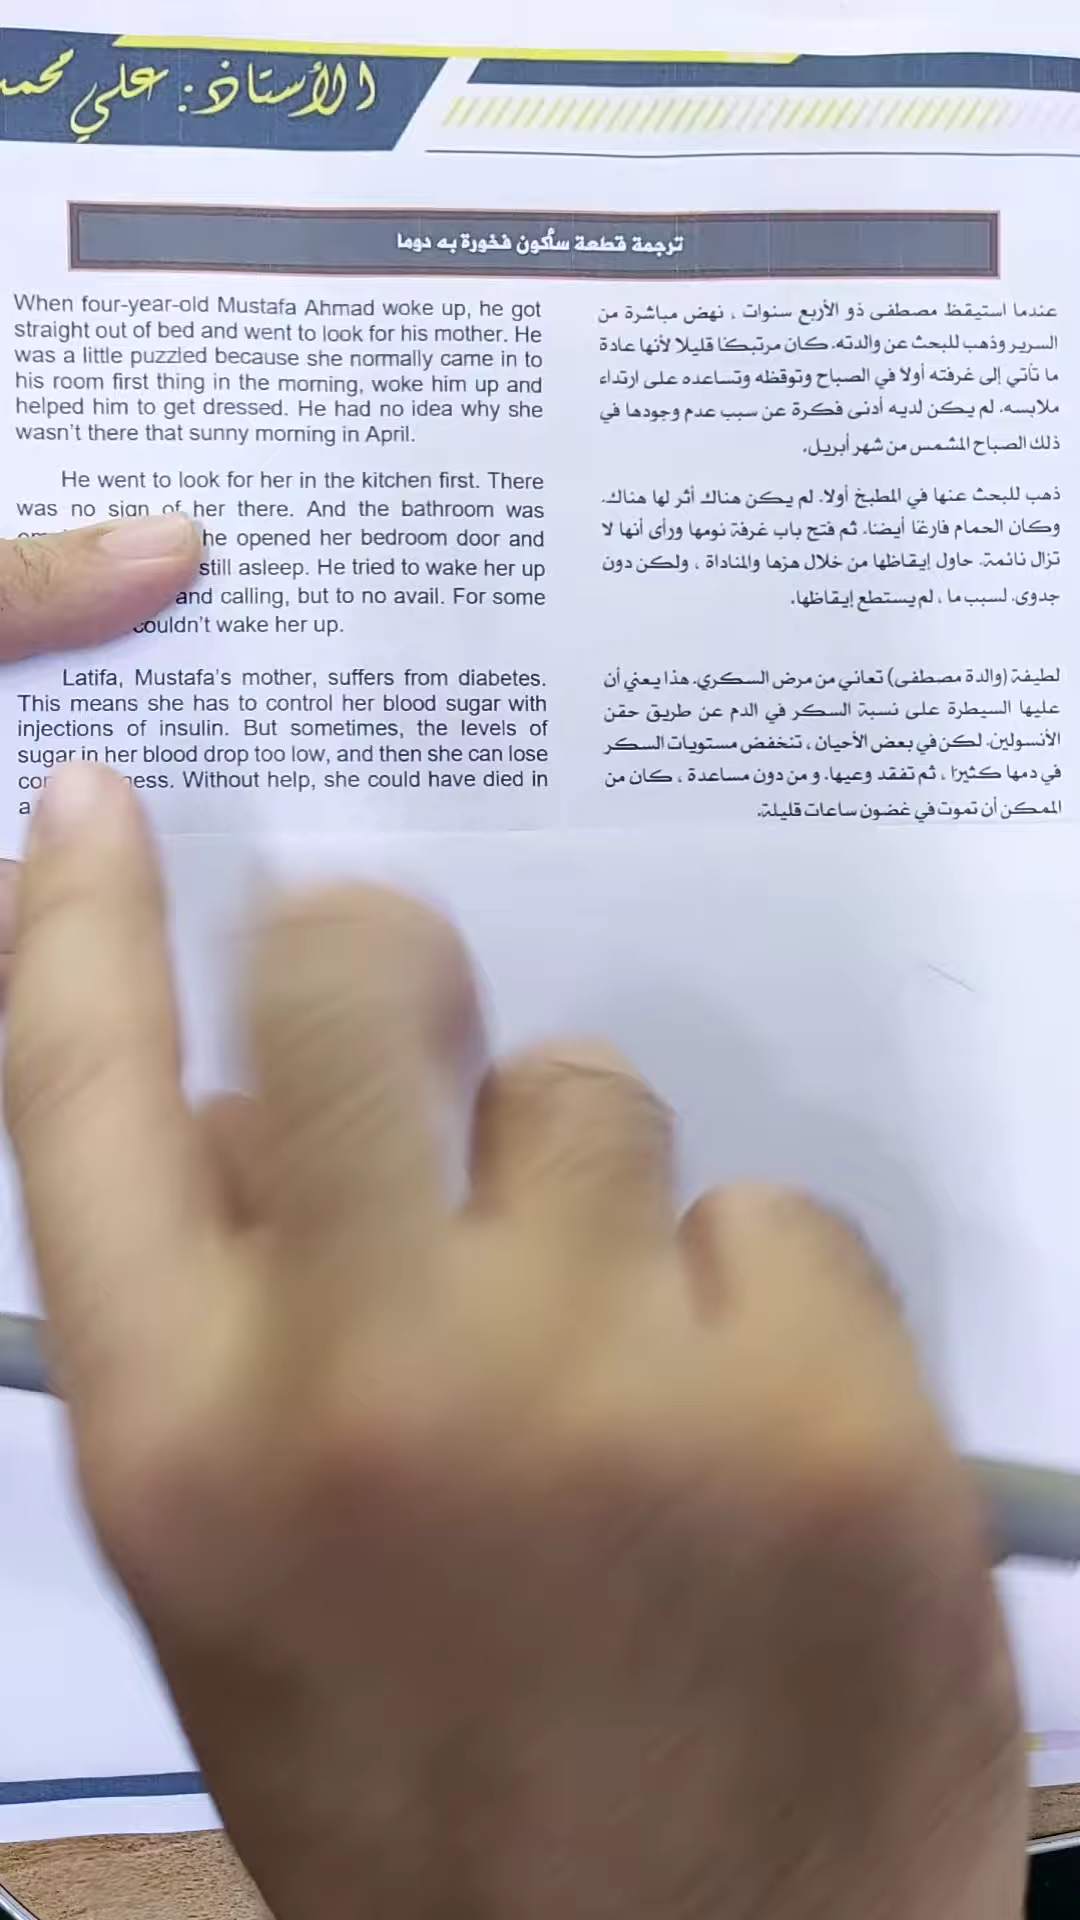 الأستاذ: علي محمد
ترجمة قطعة سأكون فخورة به دوما
When four-year-old Mustafa Ahmad woke up, he got
straight out of bed and went to look for his mother. He
was a little puzzled because she normally came in to
his room first thing in the morning, woke him up and
helped him to get dressed. He had no idea why she
wasn't there that sunny morning in April.
He went to look for her in the kitchen first. There
was no sign of her there. And the bathroom was
he opened her bedroom door and
still asleep. He tried to wake her up
and calling, but to no avail. For some
couldn't wake her up.
Latifa, Mustafa's mother, suffers from diabetes.
This means she has to control her blood sugar with
injections of insulin. But sometimes, the levels of
sugar in her blood drop too low, and then she can lose
Without help, she could have died in
a
عندما استيقظ مصطفى ذو الأربع سنوات ، نهض مباشرة من
السرير وذهب للبحث عن والدته. كان مرتبكًا قليلا لأنها عادة
ما تأتي إلى غرفته أولا في الصباح وتوقظه وتساعده على ارتداء
ملابسه. لم يكن لديه أدنى فكرة عن سبب عدم وجودها في
ذلك الصباح المشمس من شهر أبريل.
ذهب للبحث عنها في المطبخ أولا. لم يكن هناك أثر لها هناك.
وكان الحمام فارغا أيضا. ثم فتح باب غرفة نومها ورأى أنها لا
تزال نائمة. حاول إيقاظها من خلال هزها والمناداة ، ولكن دون
جدوى. لسبب ما ، لم يستطع إيقاظها.
لطيفة (والدة مصطفى) تعاني من مرض السكري. هذا يعني أن
عليها السيطرة على نسبة السكر في الدم عن طريق حقن
الأنسولين. لكن في بعض الأحيان ، تنخفض مستويات السكر
في دمها كثيرا ، ثم تفقد وعيها. و من دون مساعدة ، كان من
الممكن أن تموت في غضون ساعات قليلة.